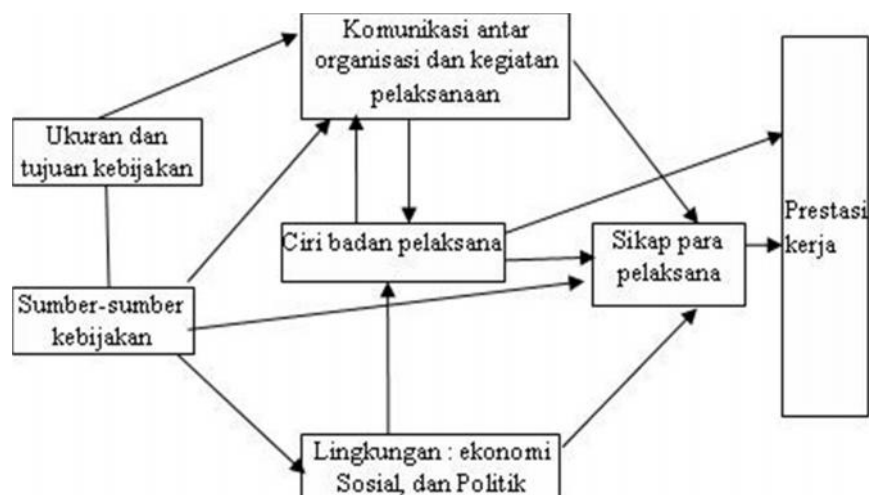 Komunikasi antar
organisasi dan kegiatan
pelaksanaan
Ukuran dan
tujuan kebijakan
Ciri badan pelaksana
Sikap para
pelaksana
Prestasi
kerja
Sumber-sumber
kebijakan
Lingkungan : ekonomi
Sosial, dan Politik